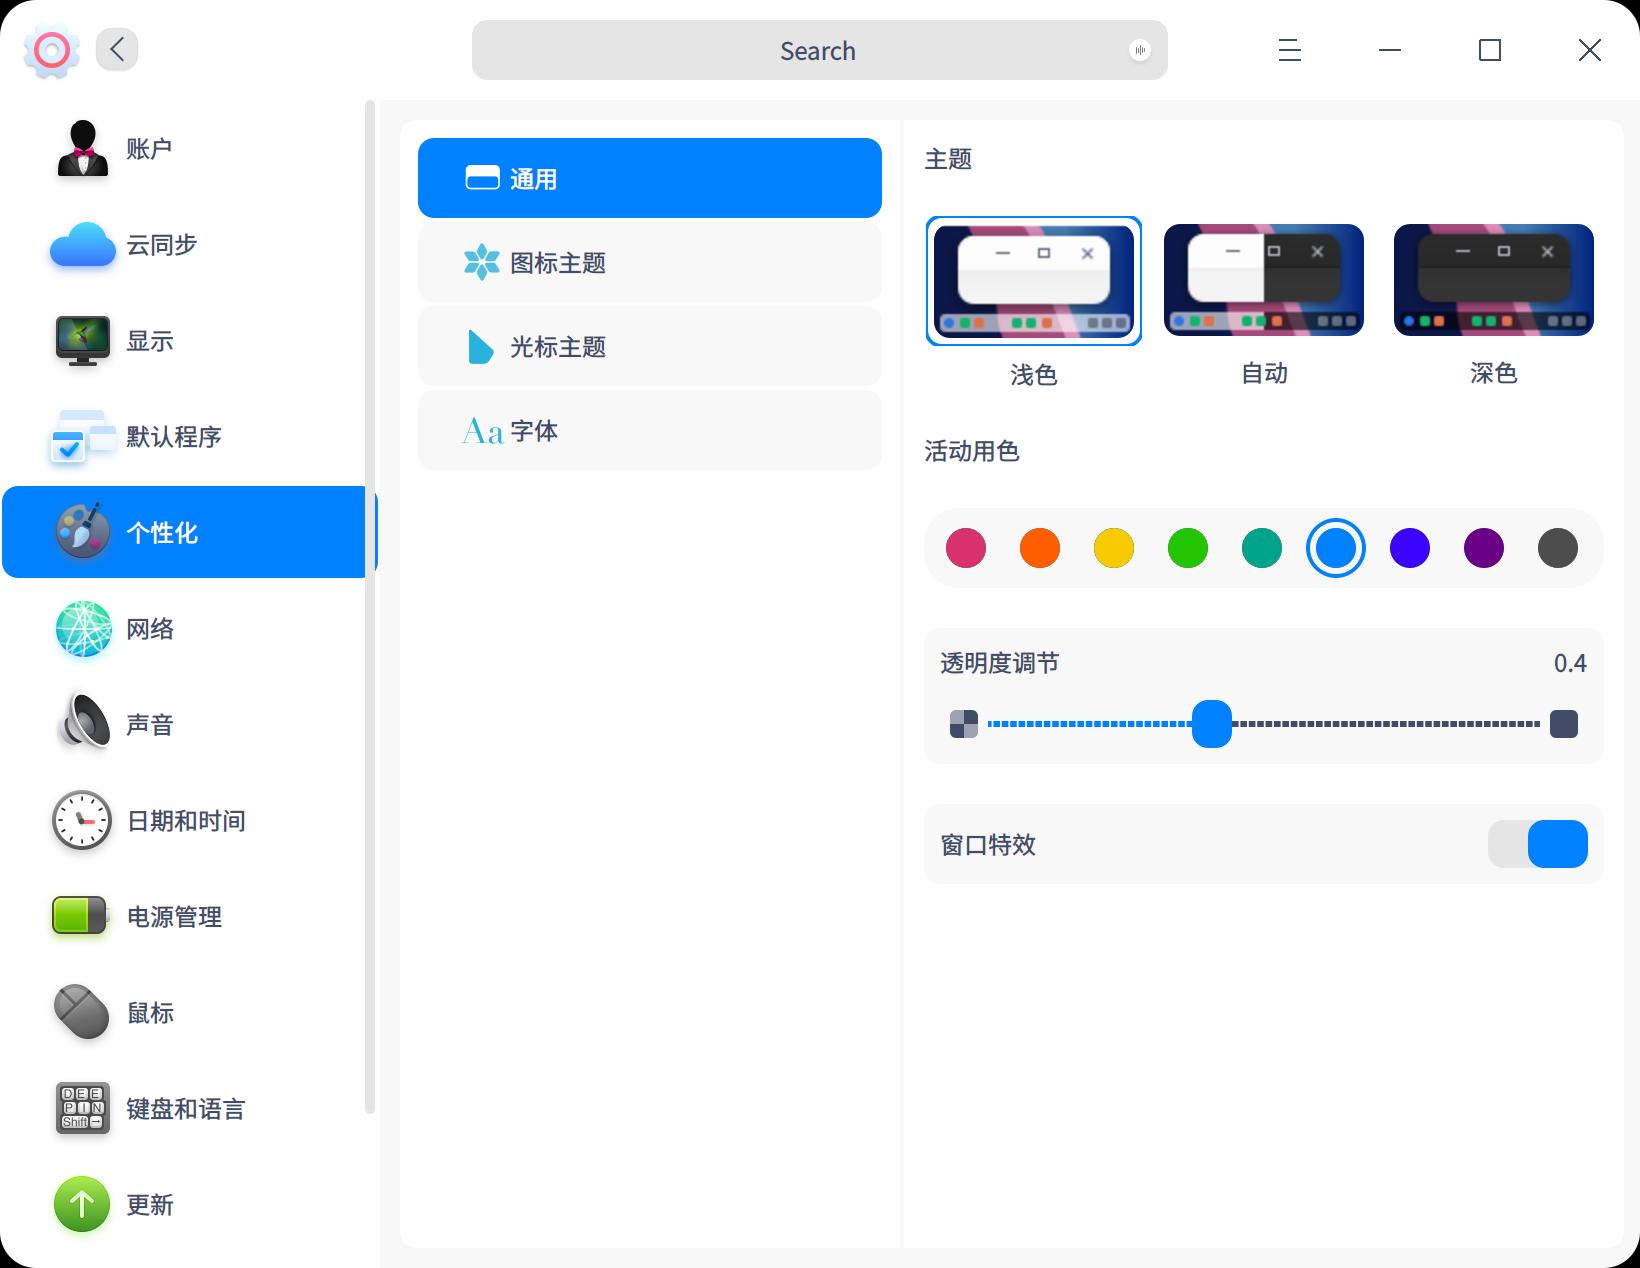 Search
账户
云同步
显示
默认程序
个性化
网络
声音
日期和时间
电源管理
鼠标
键盘和语言
更新
通用
图标主题
光标主题
Aa 字体
主题
浅色
自动
深色
活动用色
透明度调节
0.4
窗口特效
D E E
P I N
Shift →